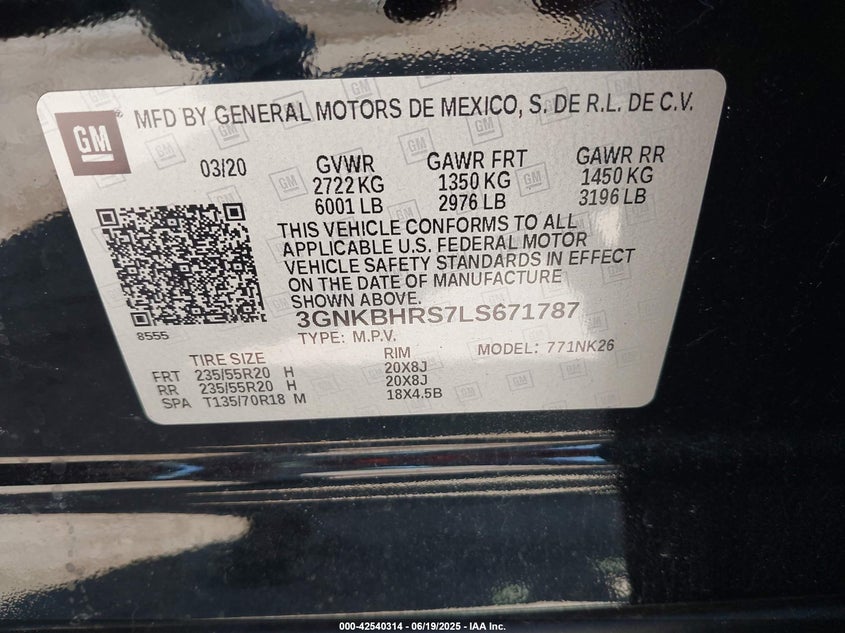 GM
MFD BY GENERAL MOTORS DE MEXICO, S. DE R.L. DE C.V.
03/20 GVWR GAWR FRT GAWR RR
2722 KG 1350 KG 1450 KG
6001 LB 2976 LB 3196 LB
THIS VEHICLE CONFORMS TO ALL
APPLICABLE U.S. FEDERAL MOTOR
VEHICLE SAFETY STANDARDS IN EFFECT
ON THE DATE OF MANUFACTURE
SHOWN ABOVE.
3GNKBHRS7LS671787
8555
TYPE: M.P.V. MODEL: 771NK26
TIRE SIZE RIM
FRT 235/55R20 H 20X8J
RR 235/55R20 H 20X8J
SPA T135/70R18 M 18X4.5B
000-42540314 - 06/19/2025 - IAA Inc.